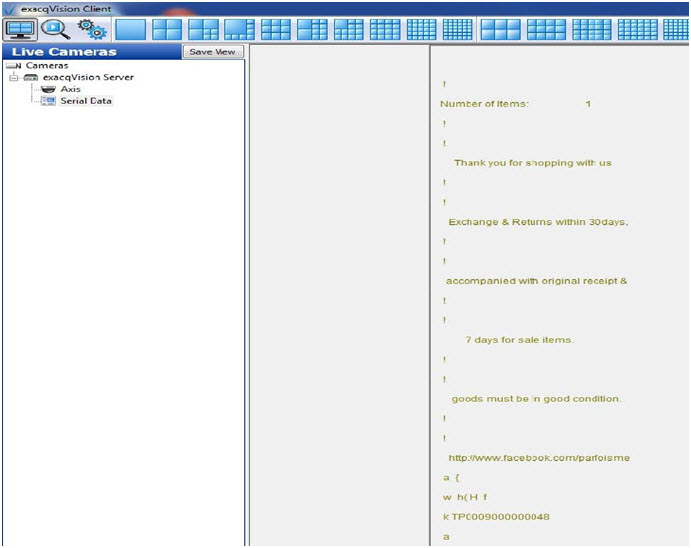 exacqVision Client
Live Cameras
Save View
Cameras
exacqVision Server
Axis
Serial Data
!
Number of Items: 1
!
!
Thank you for shopping with us
!
!
Exchange & Returns within 30days,
!
!
accompanied with original receipt &
!
!
7 days for sale items.
!
!
goods must be in good condition.
!
!
http://www.facebook.com/parfoisme
a {
w h( H f
k TP0009000000048
a